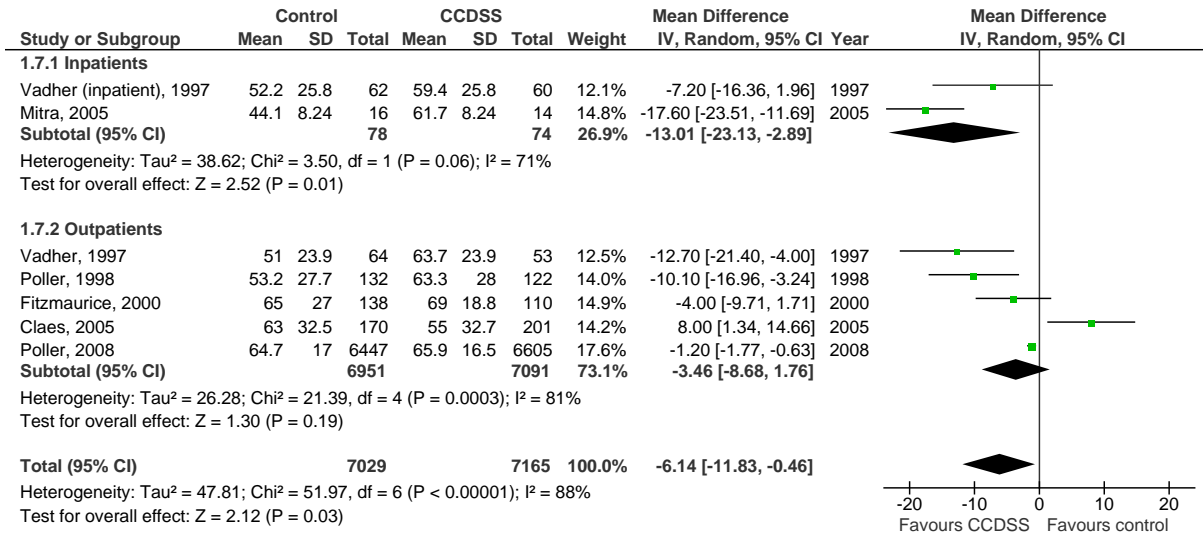 Control CCDSS Mean Difference Mean Difference
Study or Subgroup Mean SD Total Mean SD Total Weight IV, Random, 95% CI Year IV, Random, 95% CI
1.7.1 Inpatients
Vadher (inpatient), 1997 52.2 25.8 62 59.4 25.8 60 12.1% -7.20 [-16.36, 1.96] 1997
Mitra, 2005 44.1 8.24 16 61.7 8.24 14 14.8% -17.60 [-23.51, -11.69] 2005
Subtotal (95% CI) 78 74 26.9% -13.01 [-23.13, -2.89]
Heterogeneity: Tau² = 38.62; Chi² = 3.50, df = 1 (P = 0.06); I² = 71%
Test for overall effect: Z = 2.52 (P = 0.01)
1.7.2 Outpatients
Vadher, 1997 51 23.9 64 63.7 23.9 53 12.5% -12.70 [-21.40, -4.00] 1997
Poller, 1998 53.2 27.7 132 63.3 28 122 14.0% -10.10 [-16.96, -3.24] 1998
Fitzmaurice, 2000 65 27 138 69 18.8 110 14.9% -4.00 [-9.71, 1.71] 2000
Claes, 2005 63 32.5 170 55 32.7 201 14.2% 8.00 [1.34, 14.66] 2005
Poller, 2008 64.7 17 6447 65.9 16.5 6605 17.6% -1.20 [-1.77, -0.63] 2008
Subtotal (95% CI) 6951 7091 73.1% -3.46 [-8.68, 1.76]
Heterogeneity: Tau² = 26.28; Chi² = 21.39, df = 4 (P = 0.0003); I² = 81%
Test for overall effect: Z = 1.30 (P = 0.19)
Total (95% CI) 7029 7165 100.0% -6.14 [-11.83, -0.46]
Heterogeneity: Tau² = 47.81; Chi² = 51.97, df = 6 (P < 0.00001); I² = 88%
Test for overall effect: Z = 2.12 (P = 0.03)
-20 -10 0 10 20
Favours CCDSS Favours control